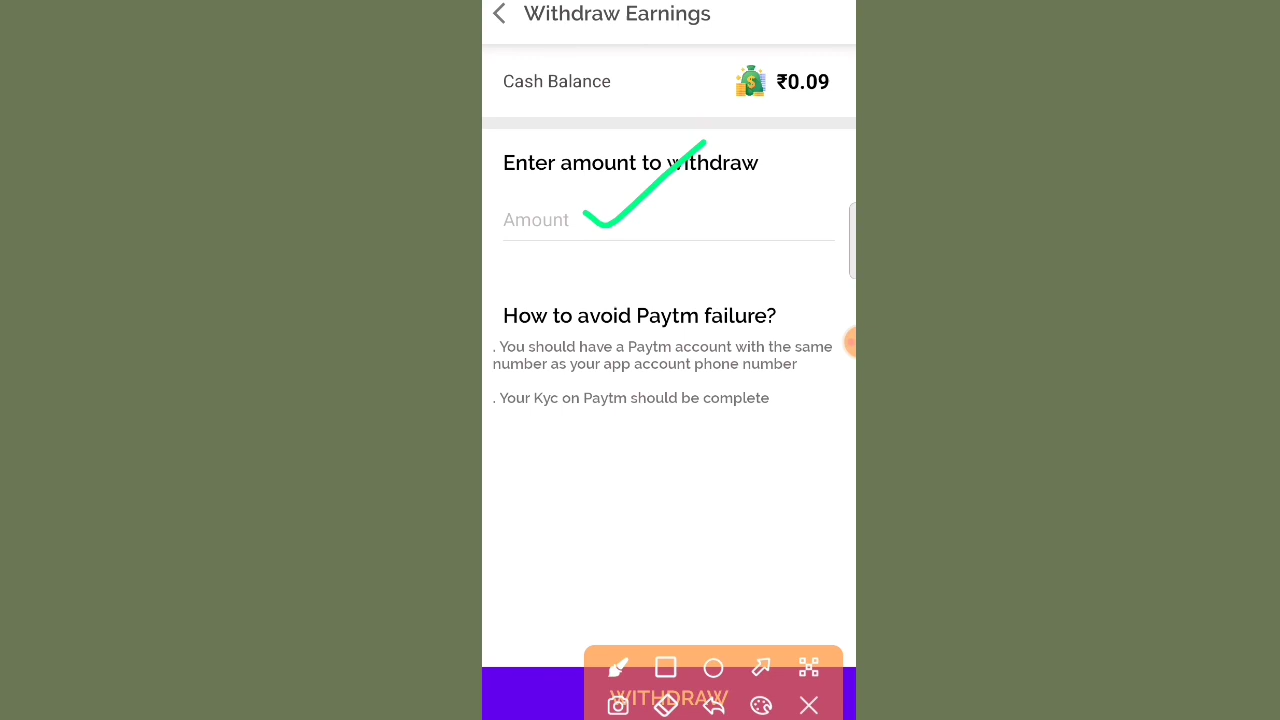 Withdraw Earnings
Cash Balance ₹0.09
Enter amount to withdraw
Amount
How to avoid Paytm failure?
. You should have a Paytm account with the same
number as your app account phone number
. Your Kyc on Paytm should be complete
WITHDRAW